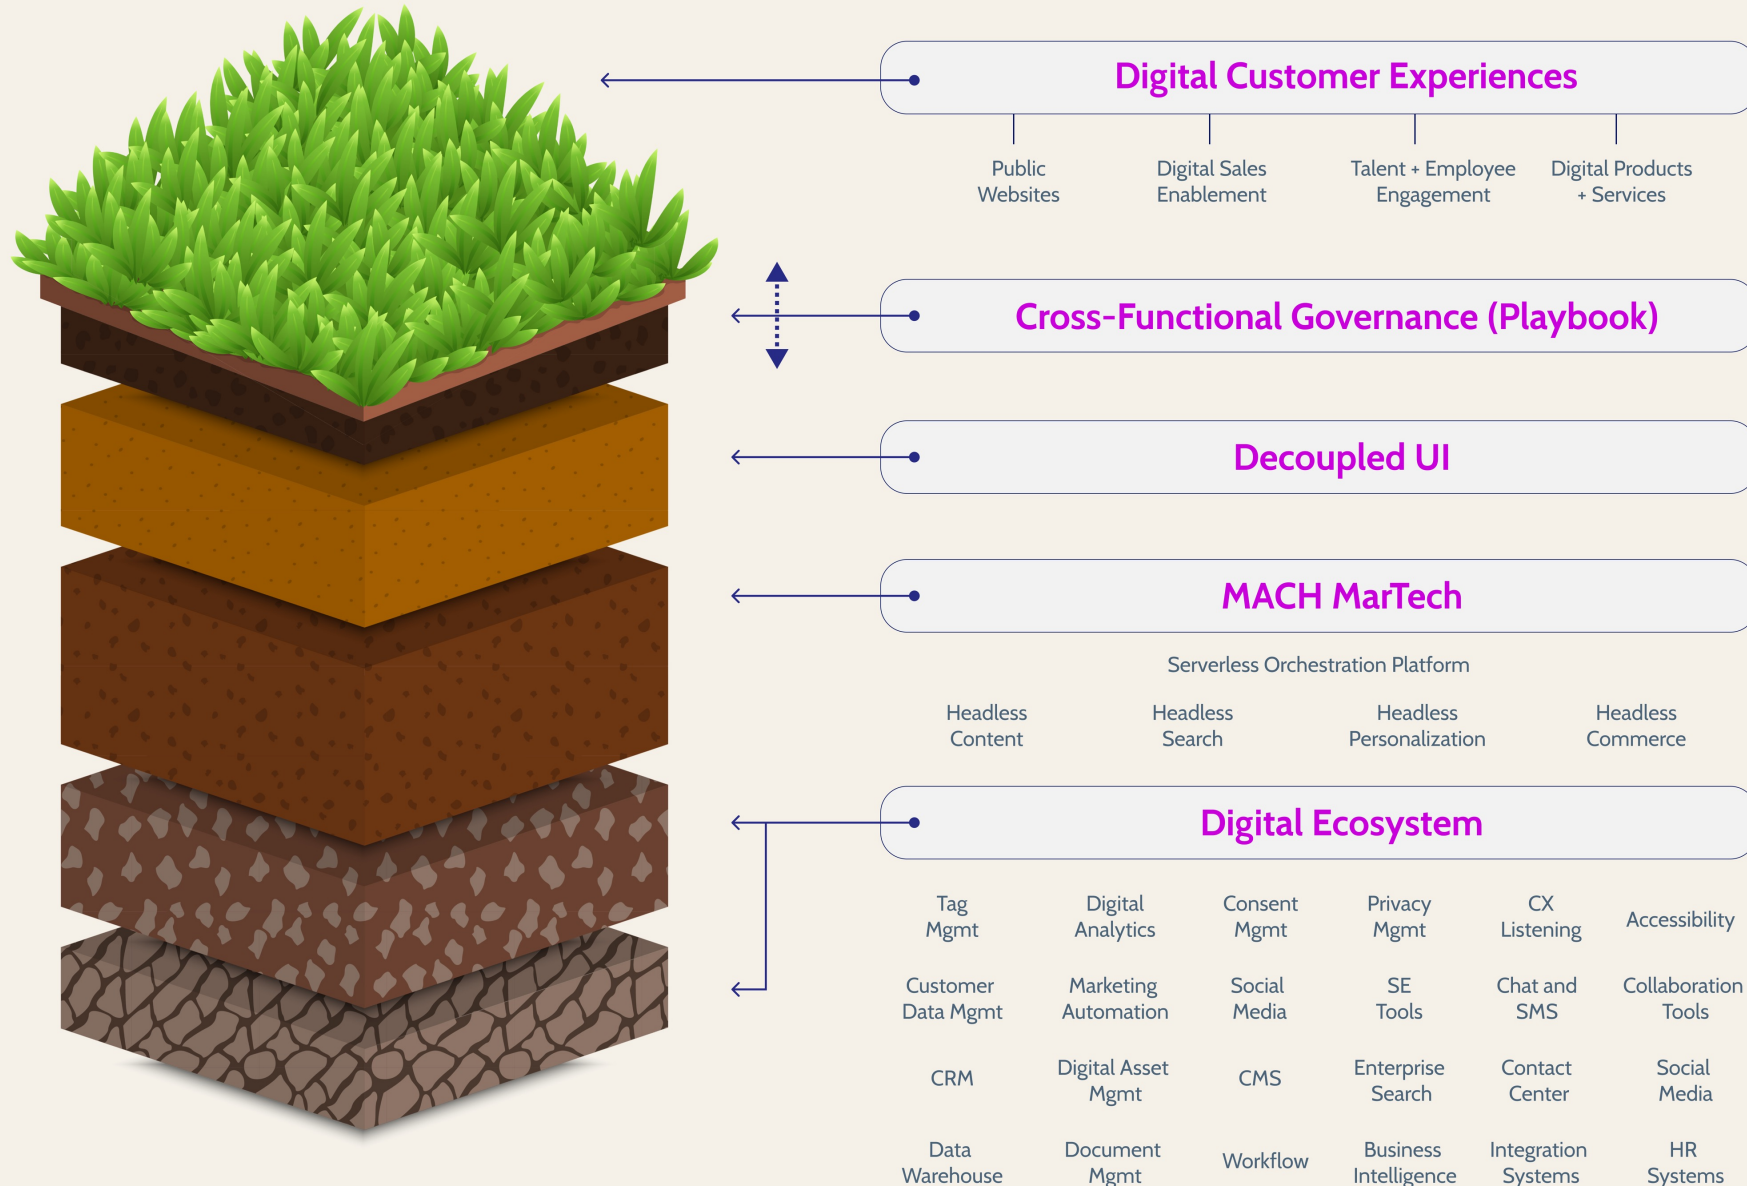 Digital Customer Experiences
Public
Websites
Digital Sales
Enablement
Talent + Employee
Engagement
Digital Products
+ Services
Cross-Functional Governance (Playbook)
Decoupled UI
MACH MarTech
Serverless Orchestration Platform
Headless
Content
Headless
Search
Headless
Personalization
Headless
Commerce
Digital Ecosystem
Tag
Mgmt
Digital
Analytics
Consent
Mgmt
Privacy
Mgmt
CX
Listening
Accessibility
Customer
Data Mgmt
Marketing
Automation
Social
Media
SE
Tools
Chat and
SMS
Collaboration
Tools
CRM
Digital Asset
Mgmt
CMS
Enterprise
Search
Contact
Center
Social
Media
Data
Warehouse
Document
Mgmt
Workflow
Business
Intelligence
Integration
Systems
HR
Systems